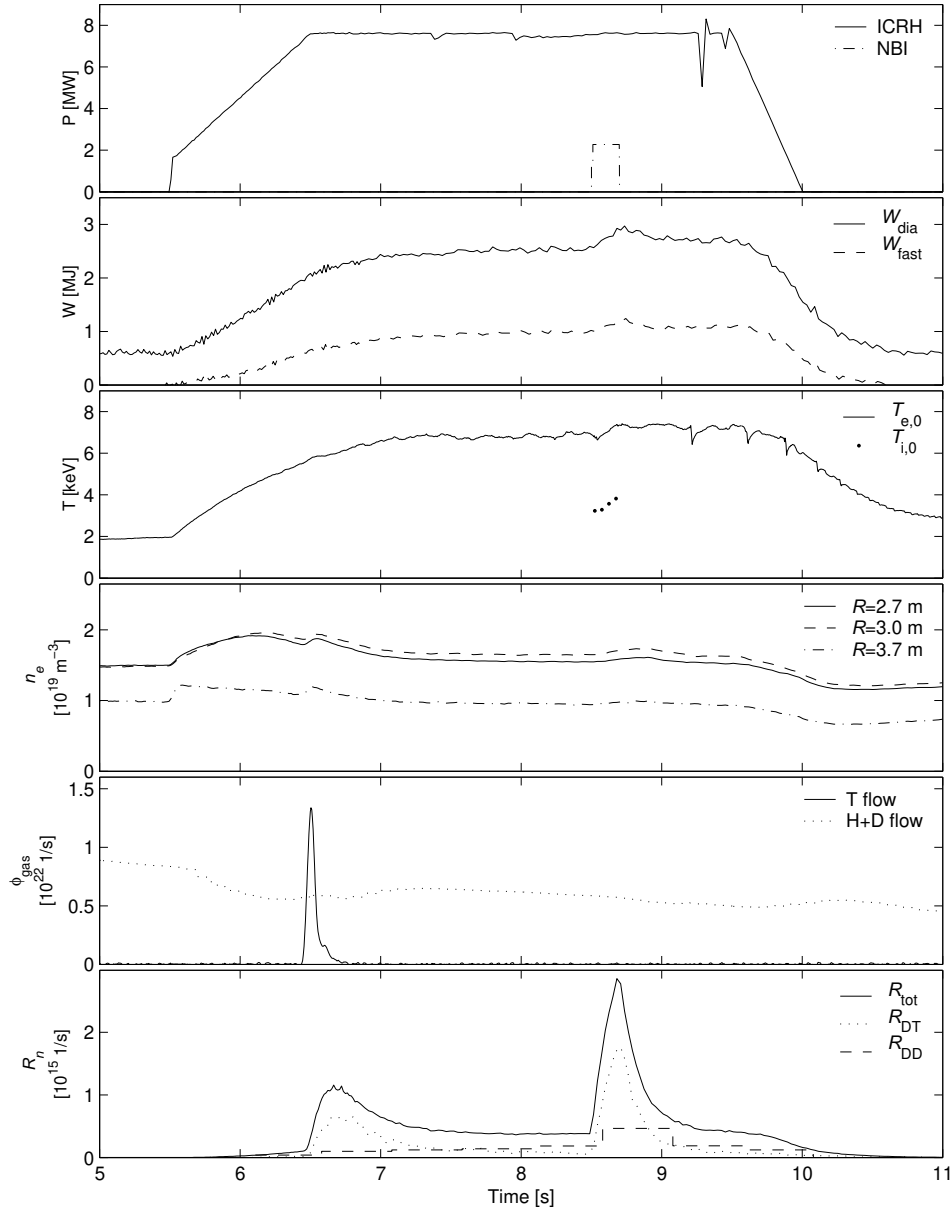 8
6
4
2
0
P [MW]
ICRH
NBI
3
2
1
0
W [MJ]
W_dia
W_fast
8
6
4
2
0
T [keV]
T_e,0
T_i,0
2
1
0
n_e
[10^19 m^−3]
R=2.7 m
R=3.0 m
R=3.7 m
1.5
1
0.5
0
ϕ_gas
[10^22 1/s]
T flow
H+D flow
2
1
0
R_n
[10^15 1/s]
R_tot
R_DT
R_DD
5 6 7 8 9 10 11
Time [s]